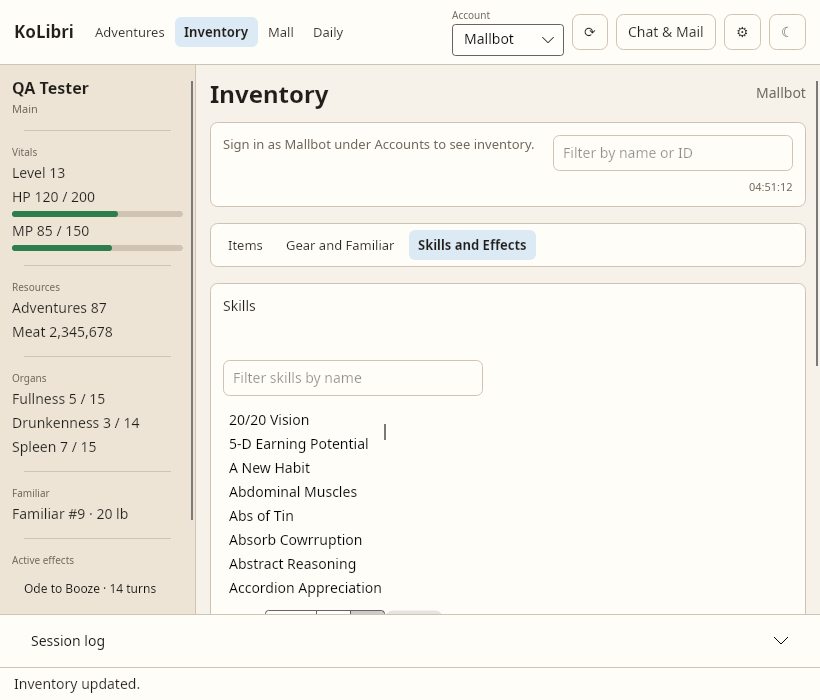 KoLibri
Adventures
Inventory
Mall
Daily
Account
Mallbot
Chat & Mail
QA Tester
Main
Vitals
Level 13
HP 120 / 200
MP 85 / 150
Resources
Adventures 87
Meat 2,345,678
Organs
Fullness 5 / 15
Drunkenness 3 / 14
Spleen 7 / 15
Familiar
Familiar #9 · 20 lb
Active effects
Ode to Booze · 14 turns
Inventory
Mallbot
Sign in as Mallbot under Accounts to see inventory.
Filter by name or ID
04:51:12
Items
Gear and Familiar
Skills and Effects
Skills
Filter skills by name
20/20 Vision
5-D Earning Potential
A New Habit
Abdominal Muscles
Abs of Tin
Absorb Cowrruption
Abstract Reasoning
Accordion Appreciation
Session log
Inventory updated.